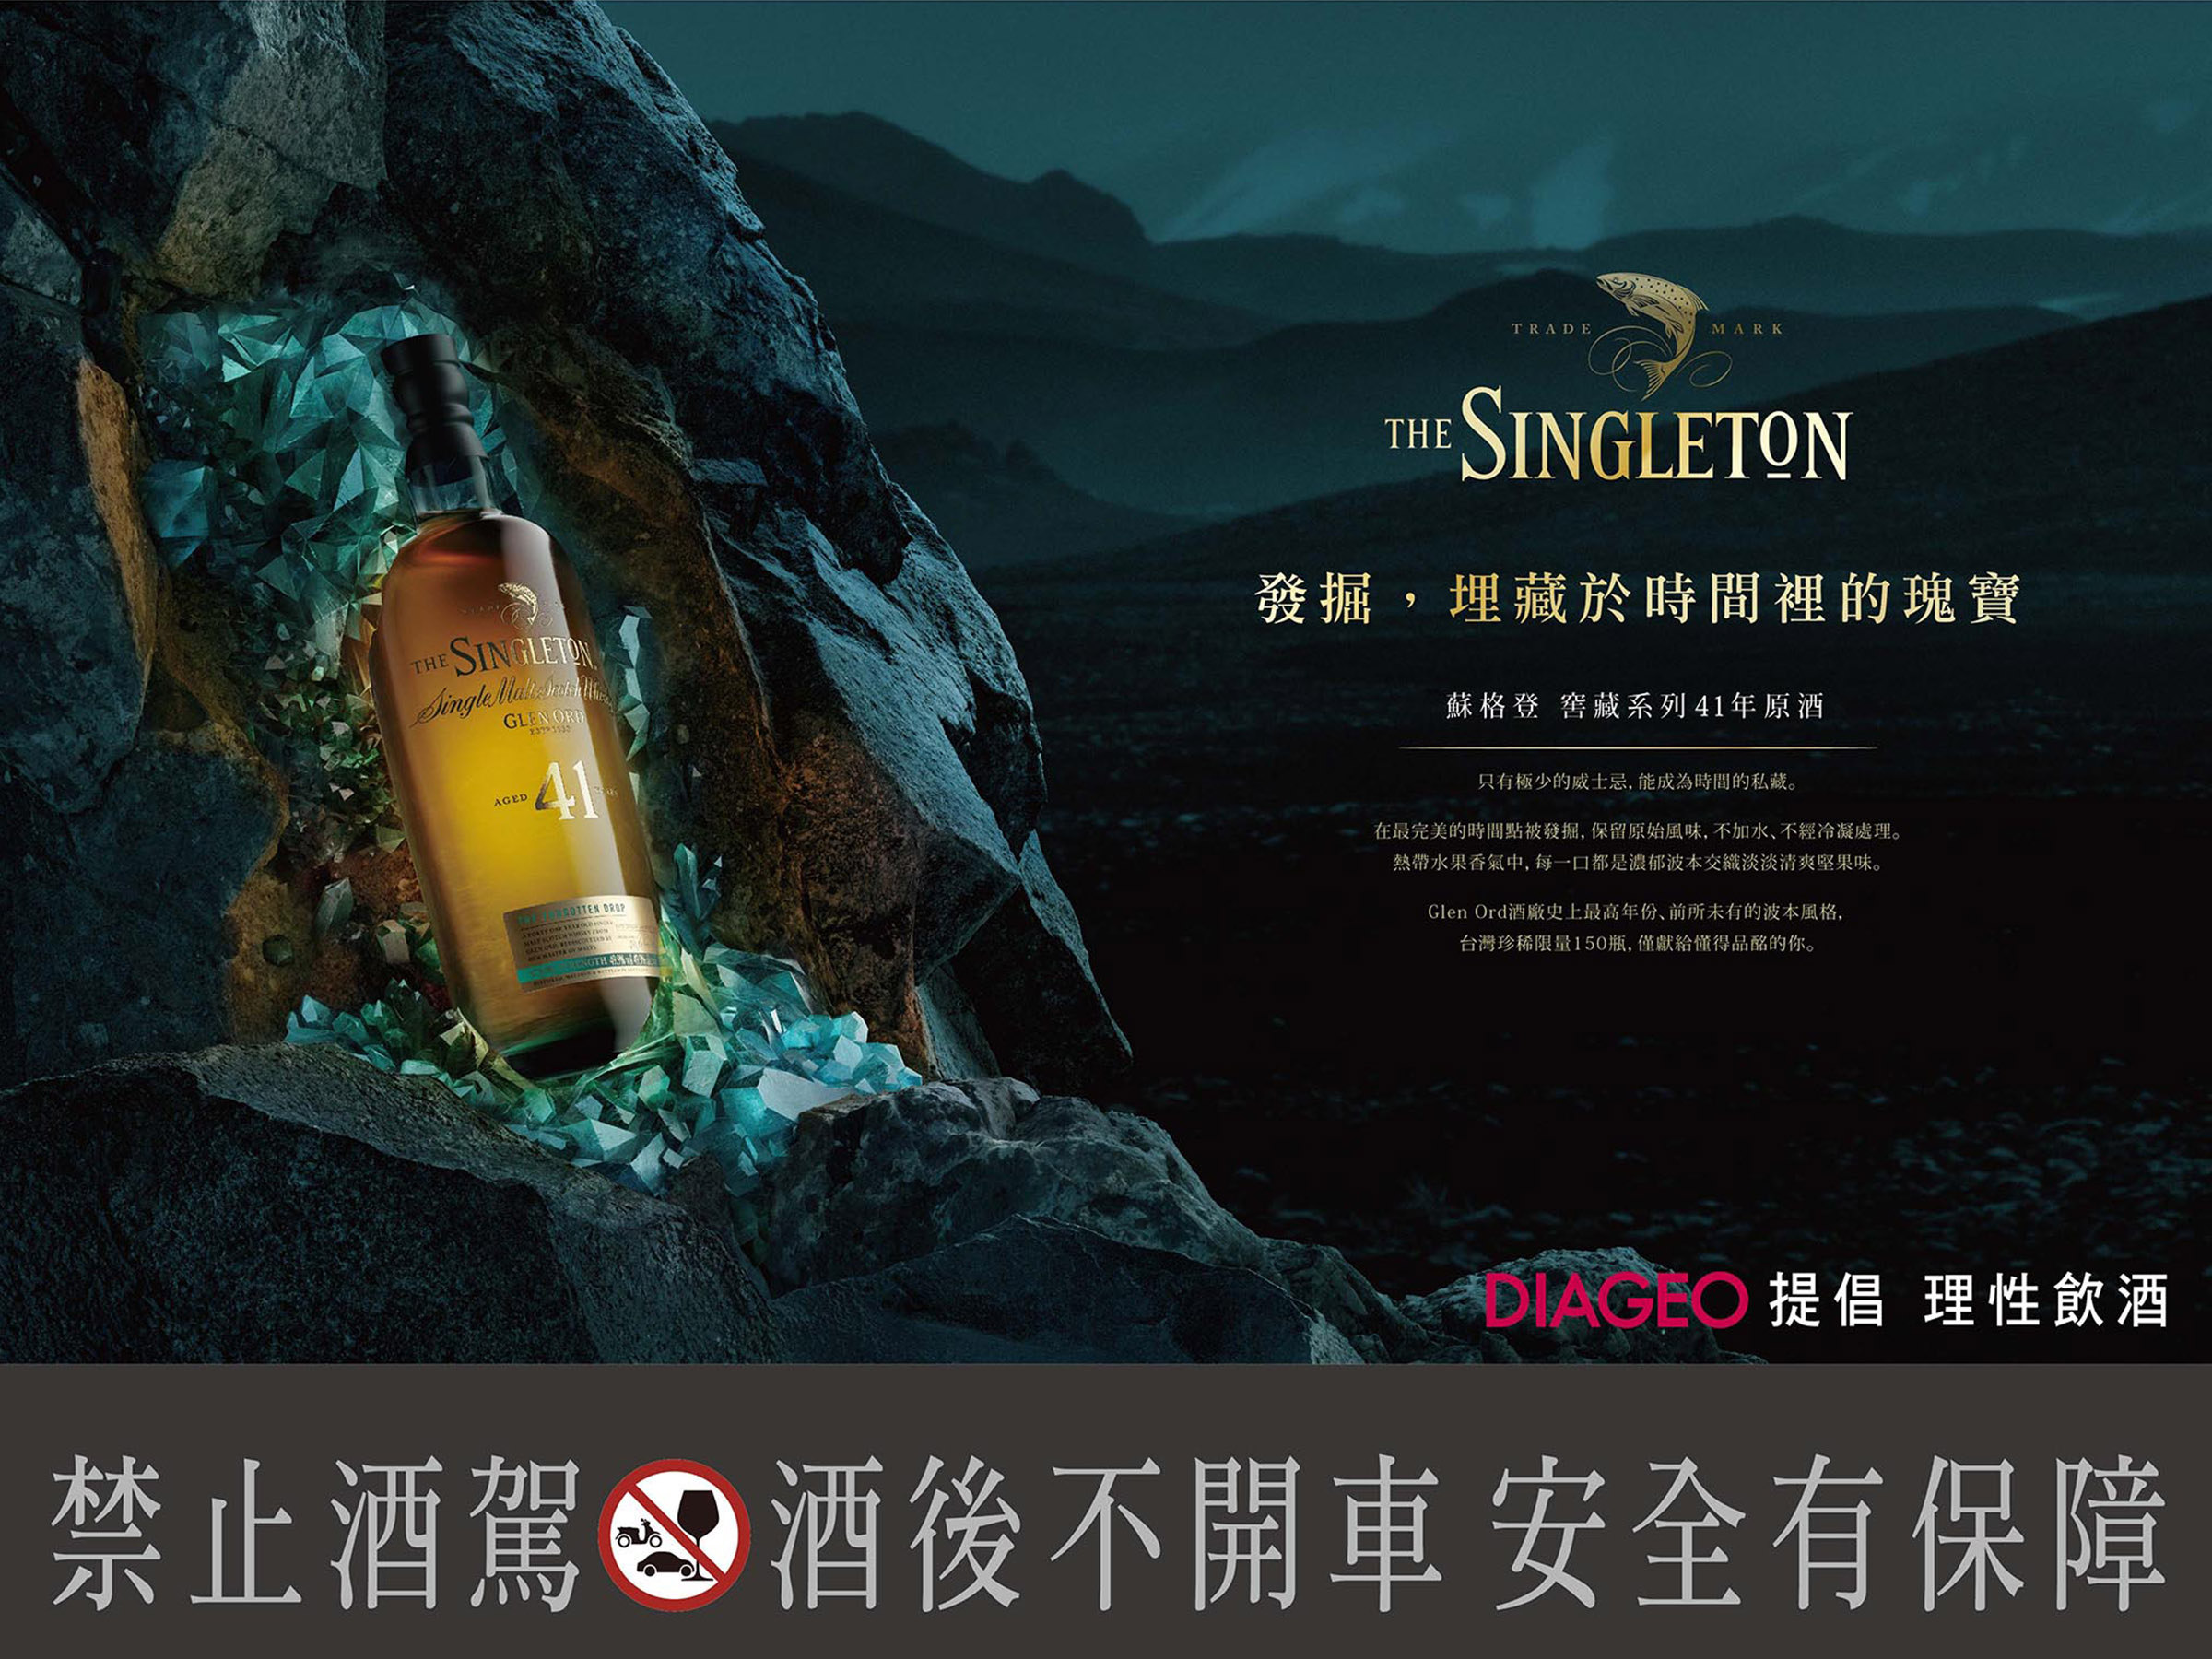 THE SINGLETON
Single Malt Scotch Whisky
GLEN ORD
AGED 41 YEARS
THE FORGOTTEN DROP
TRADE MARK
THE SINGLETON
發掘，埋藏於時間裡的瑰寶
蘇格登 窖藏系列41年原酒
只有極少的威士忌,能成為時間的私藏。
在最完美的時間點被發掘,保留原始風味,不加水、不經冷凝處理。
熱帶水果香氣中,每一口都是濃郁波本交織淡淡清爽堅果味。
Glen Ord酒廠史上最高年份、前所未有的波本風格,
台灣珍稀限量150瓶,僅獻給懂得品酩的你。
DIAGEO 提倡 理性飲酒
禁止酒駕 酒後不開車 安全有保障